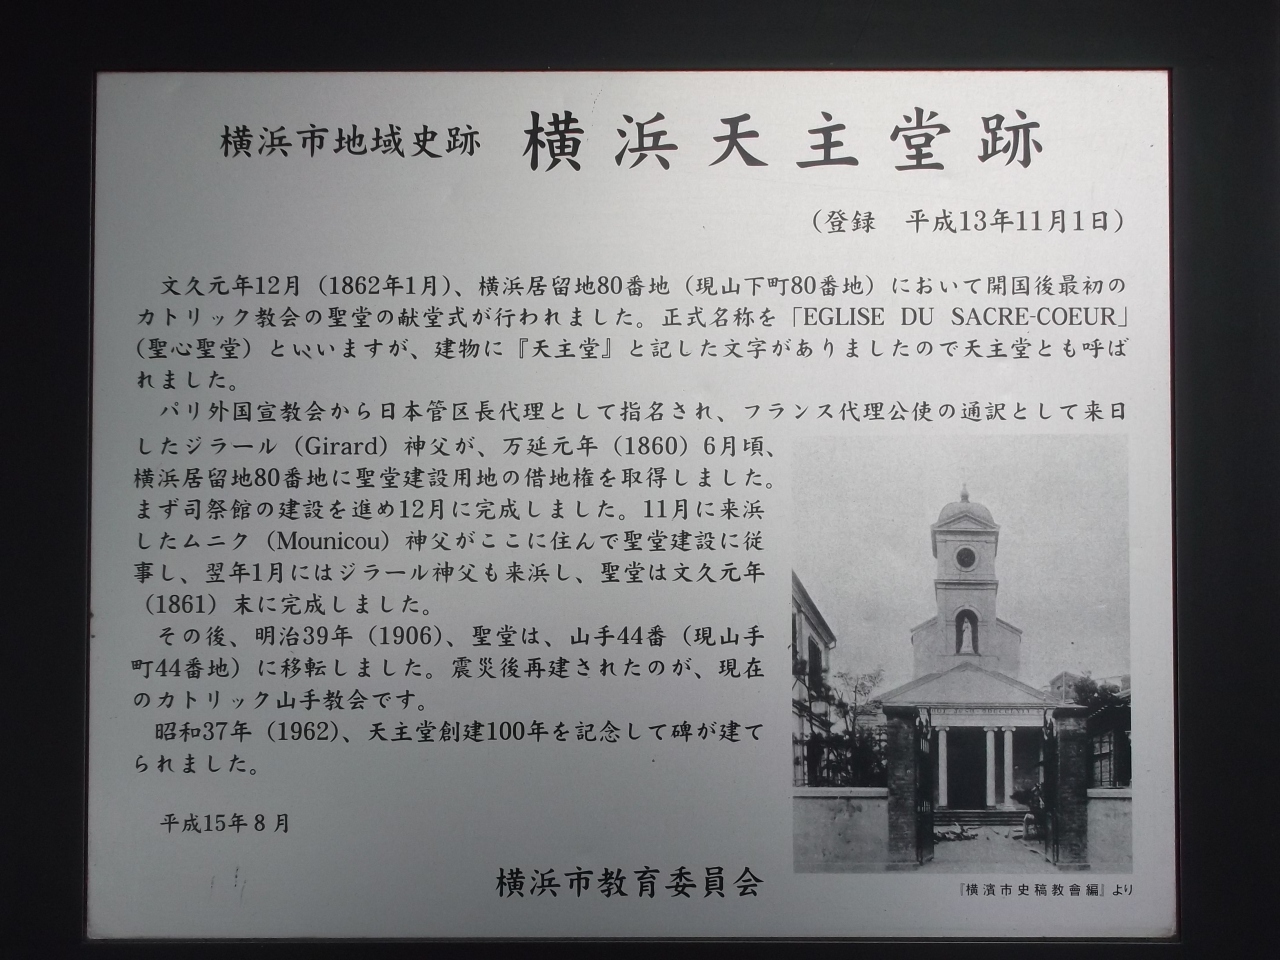 横浜市地域史跡　横浜天主堂跡
（登録　平成13年11月1日）
文久元年12月（1862年1月）、横浜居留地80番地（現山下町80番地）において開国後最初の
カトリック教会の聖堂の献堂式が行われました。正式名称を「EGLISE DU SACRE-COEUR」
（聖心聖堂）といいますが、建物に『天主堂』と記した文字がありましたので天主堂とも呼ば
れました。
パリ外国宣教会から日本管区長代理として指名され、フランス代理公使の通訳として来日
したジラール（Girard）神父が、万延元年（1860）6月頃、
横浜居留地80番地に聖堂建設用地の借地権を取得しました。
まず司祭館の建設を進め12月に完成しました。11月に来浜
したムニク（Mounicou）神父がここに住んで聖堂建設に従
事し、翌年1月にはジラール神父も来浜し、聖堂は文久元年
（1861）末に完成しました。
その後、明治39年（1906）、聖堂は、山手44番（現山手
町44番地）に移転しました。震災後再建されたのが、現在
のカトリック山手教会です。
昭和37年（1962）、天主堂創建100年を記念して碑が建て
られました。
平成15年８月
横浜市教育委員会
『横濱市史稿教會編』より